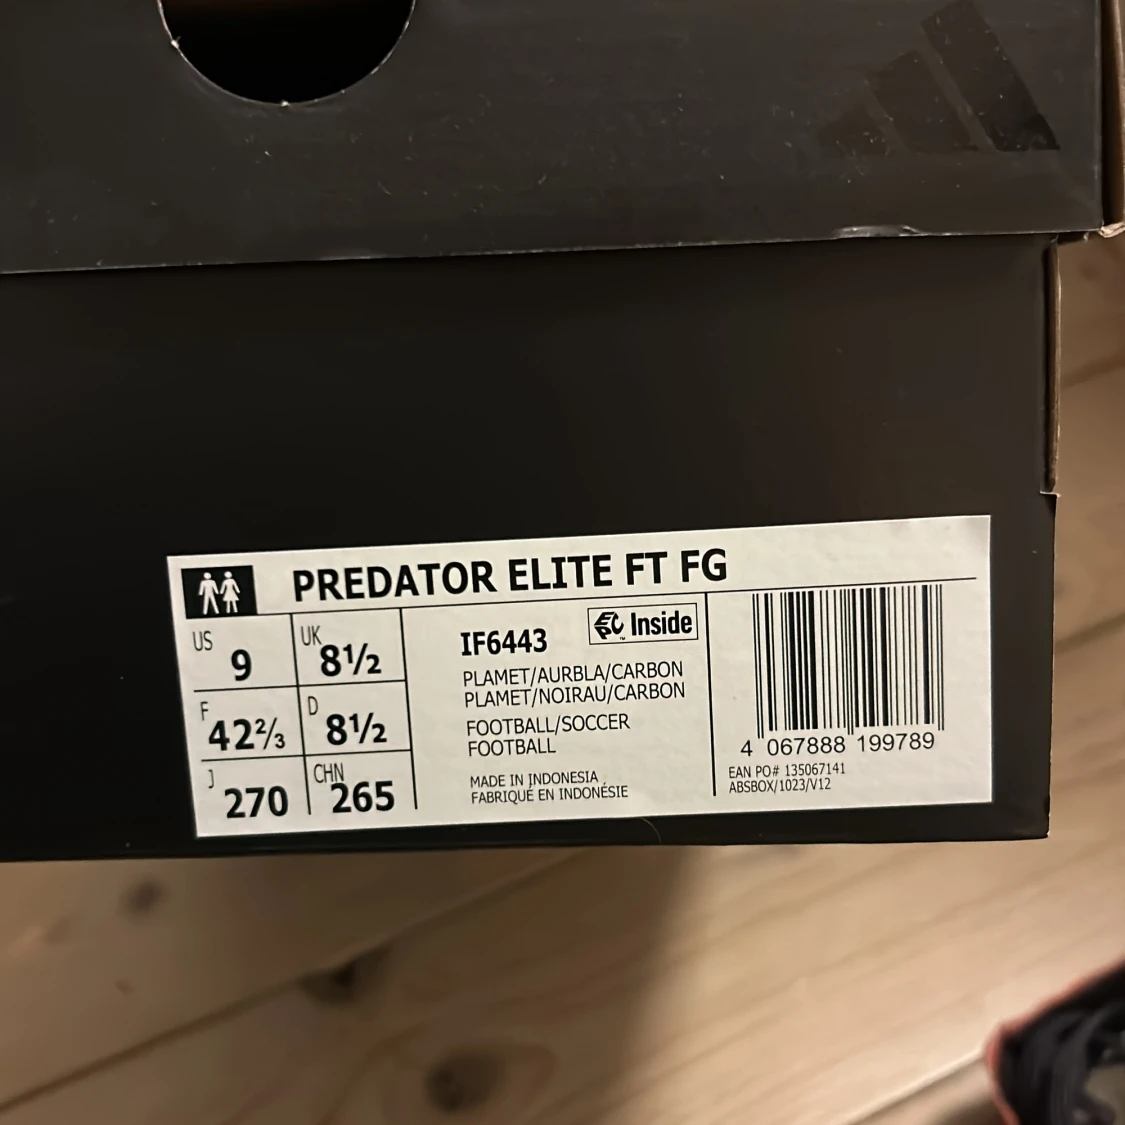 PREDATOR ELITE FT FG
US 9
UK 8½
F 42⅔
D 8½
J 270
CHN 265
IF6443
Inside
PLAMET/AURBLA/CARBON
PLAMET/NOIRAU/CARBON
FOOTBALL/SOCCER
FOOTBALL
MADE IN INDONESIA
FABRIQUÉ EN INDONÉSIE
4 067888 199789
EAN PO# 135067141
ABSBOX/1023/V12